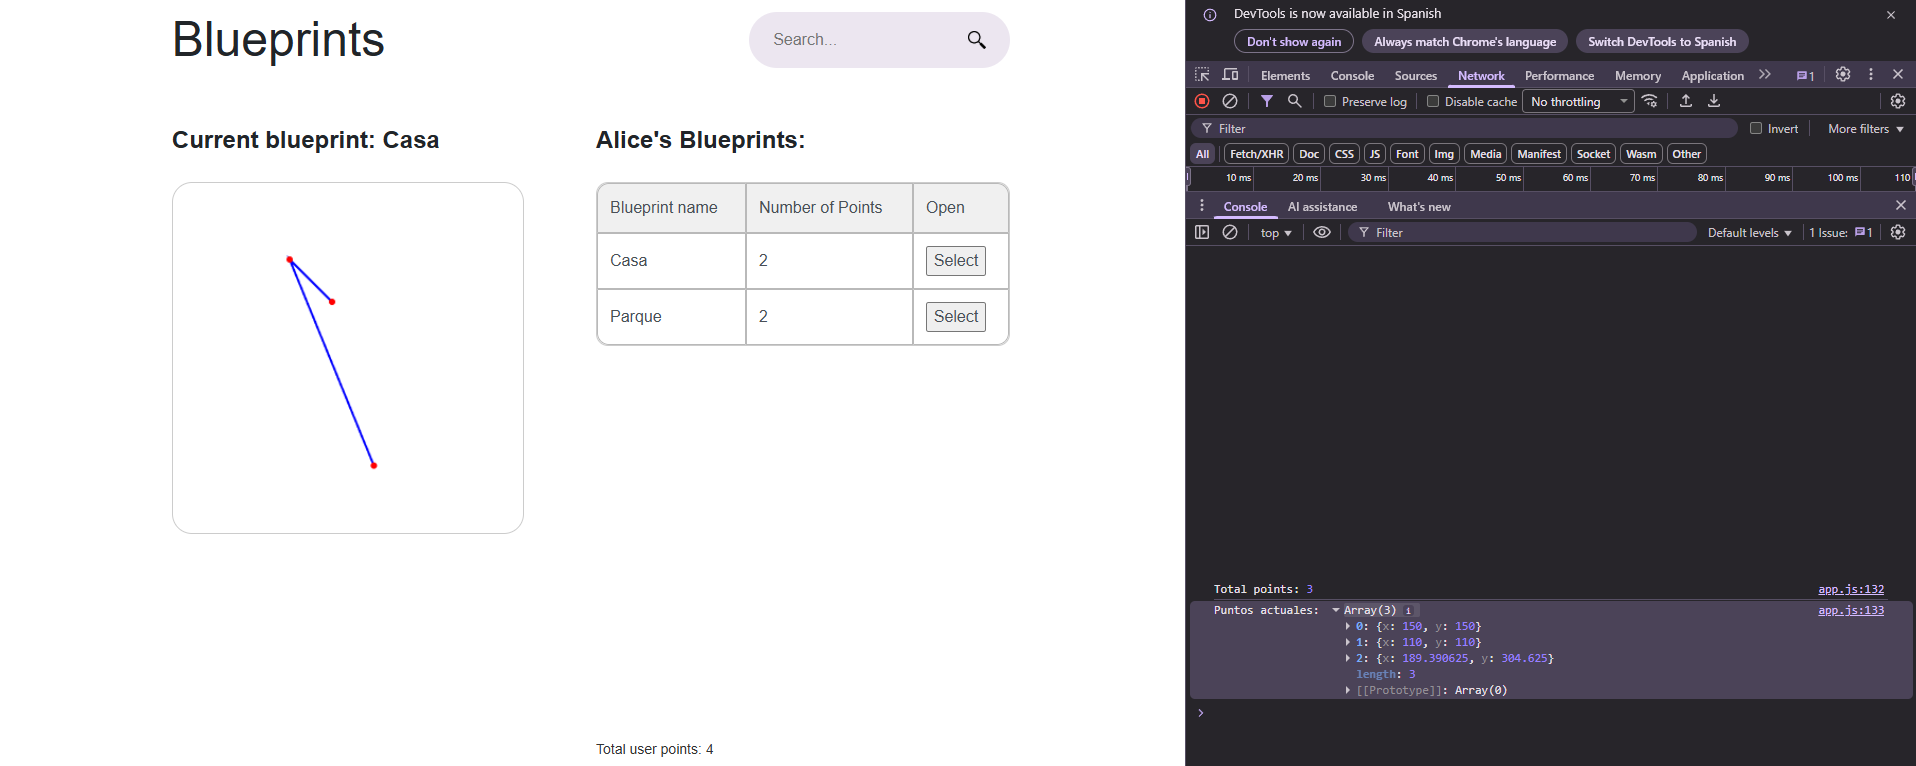 Blueprints
Search...
Current blueprint: Casa
Alice's Blueprints:
Blueprint name Number of Points Open
Casa 2 Select
Parque 2 Select
Total user points: 4
DevTools is now available in Spanish
Don't show again Always match Chrome's language Switch DevTools to Spanish
Elements Console Sources Network Performance Memory Application 1
Preserve log Disable cache No throttling
Filter Invert More filters
All Fetch/XHR Doc CSS JS Font Img Media Manifest Socket Wasm Other
10 ms 20 ms 30 ms 40 ms 50 ms 60 ms 70 ms 80 ms 90 ms 100 ms 110
Console AI assistance What's new
top Filter Default levels 1 Issue: 1
Total points: 3 app.js:132
Puntos actuales: Array(3) i app.js:133
0: {x: 150, y: 150}
1: {x: 110, y: 110}
2: {x: 189.390625, y: 304.625}
length: 3
[[Prototype]]: Array(0)